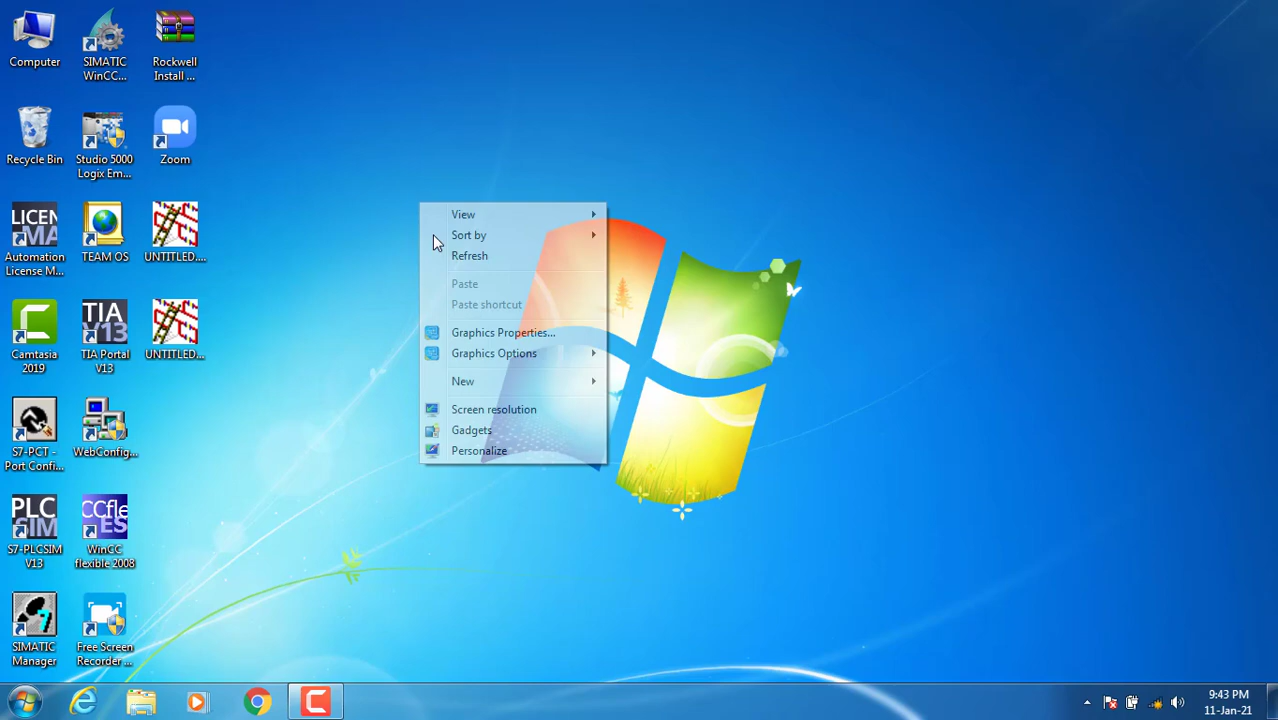 Computer
SIMATIC
WinCC...
Rockwell
Install ...
Recycle Bin
Studio 5000
Logix Em...
Zoom
LICEN
MA
Automation
License M...
TEAM OS
UNTITLED....
Camtasia
2019
TIA
V13
TIA Portal
V13
UNTITLED...
S7-PCT -
Port Confi...
WebConfig...
PLC
SIM
S7-PLCSIM
V13
CCfle
ES
WinCC
flexible 2008
SIMATIC
Manager
Free Screen
Recorder ...
View
Sort by
Refresh
Paste
Paste shortcut
Graphics Properties...
Graphics Options
New
Screen resolution
Gadgets
Personalize
9:43 PM
11-Jan-21